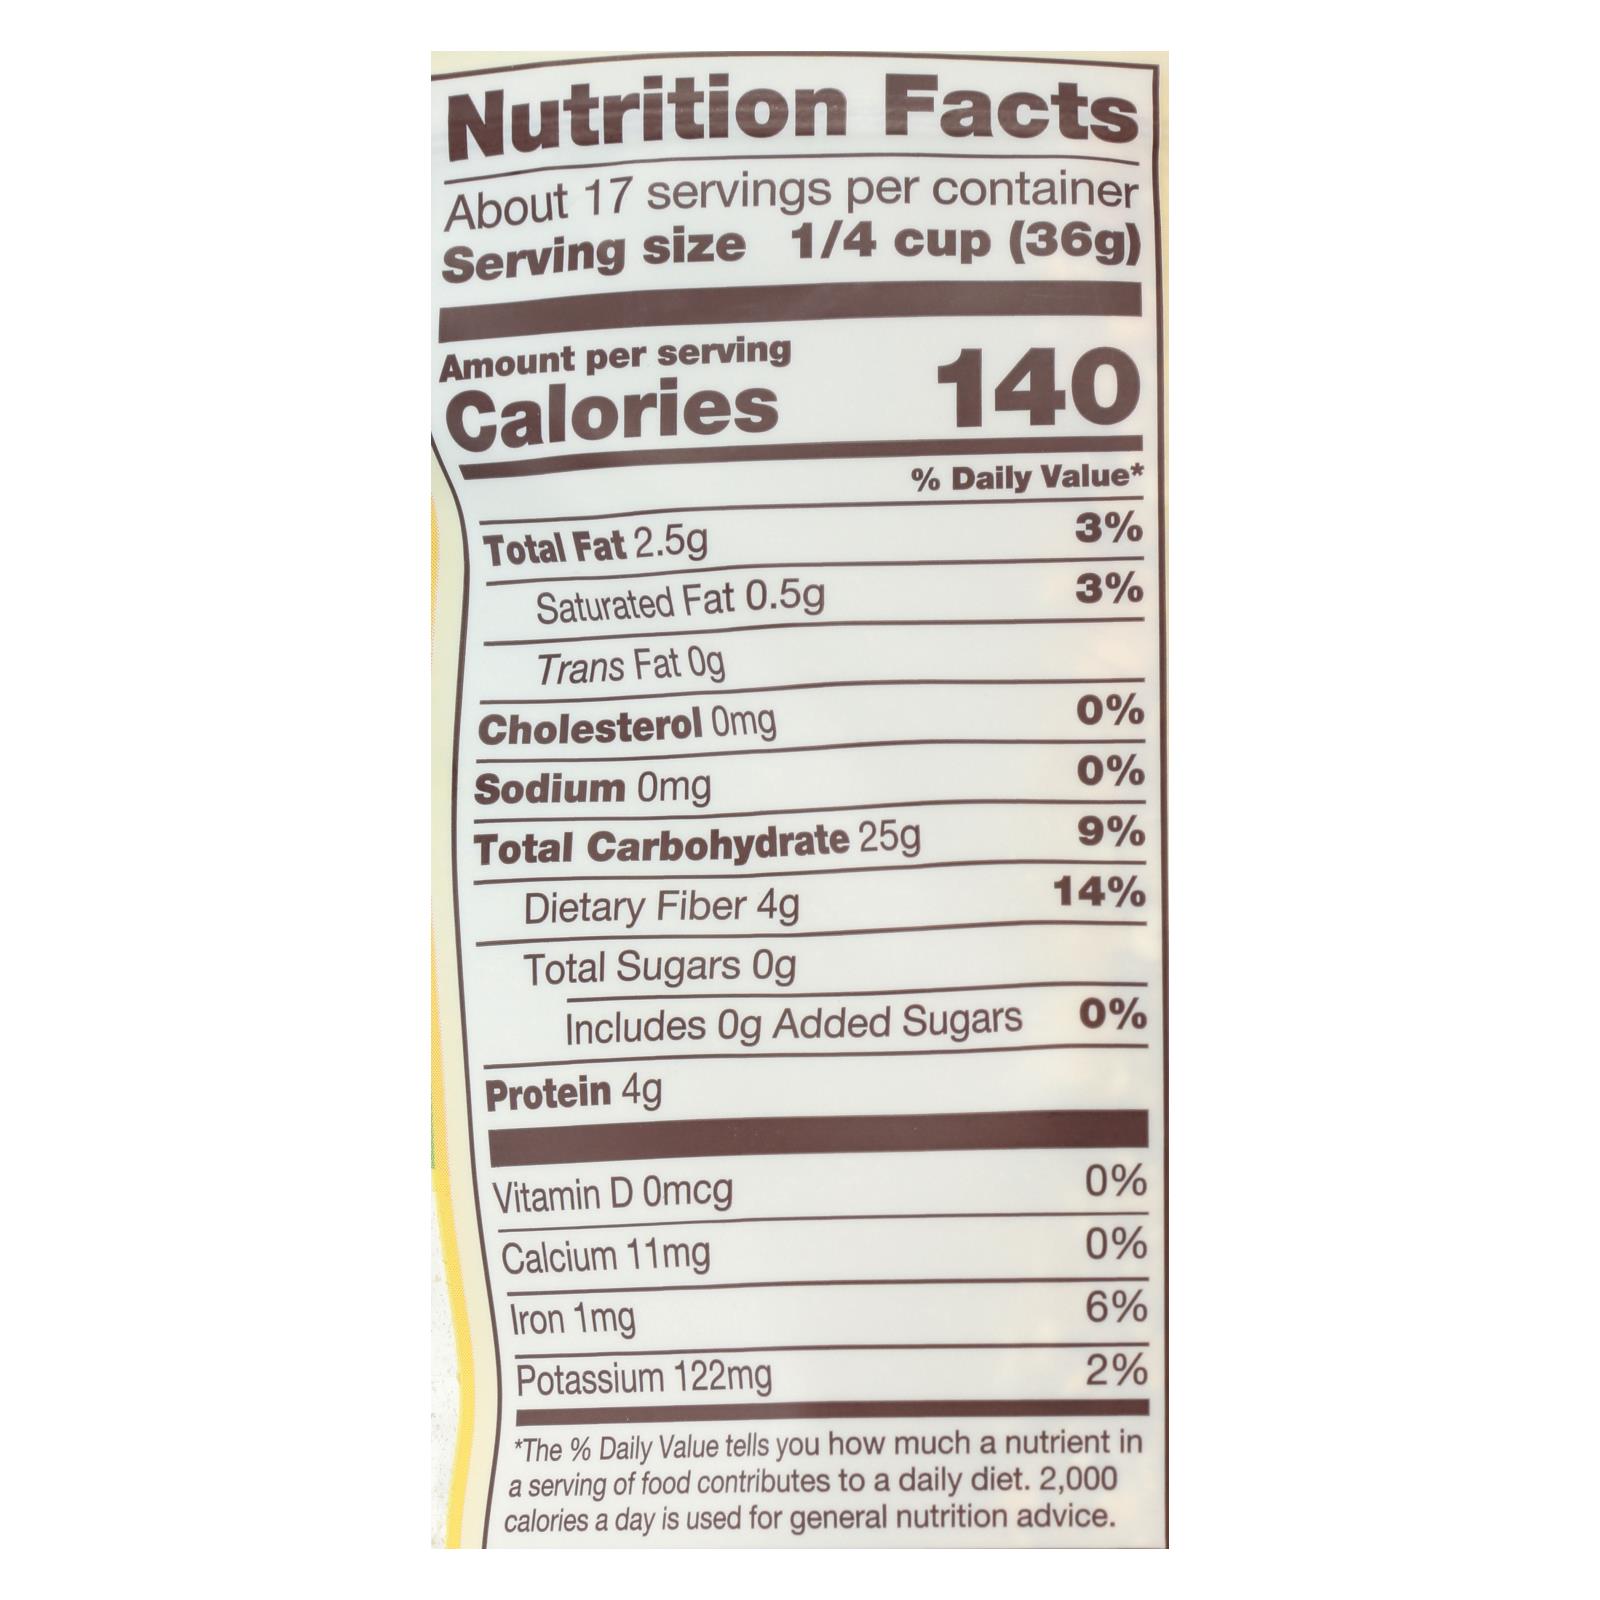 Nutrition Facts
About 17 servings per container
Serving size 1/4 cup (36g)
Amount per serving
Calories 140
% Daily Value*
Total Fat 2.5g 3%
Saturated Fat 0.5g 3%
Trans Fat 0g
Cholesterol 0mg 0%
Sodium 0mg 0%
Total Carbohydrate 25g 9%
Dietary Fiber 4g 14%
Total Sugars 0g
Includes 0g Added Sugars 0%
Protein 4g
Vitamin D 0mcg 0%
Calcium 11mg 0%
Iron 1mg 6%
Potassium 122mg 2%
*The % Daily Value tells you how much a nutrient in
a serving of food contributes to a daily diet. 2,000
calories a day is used for general nutrition advice.